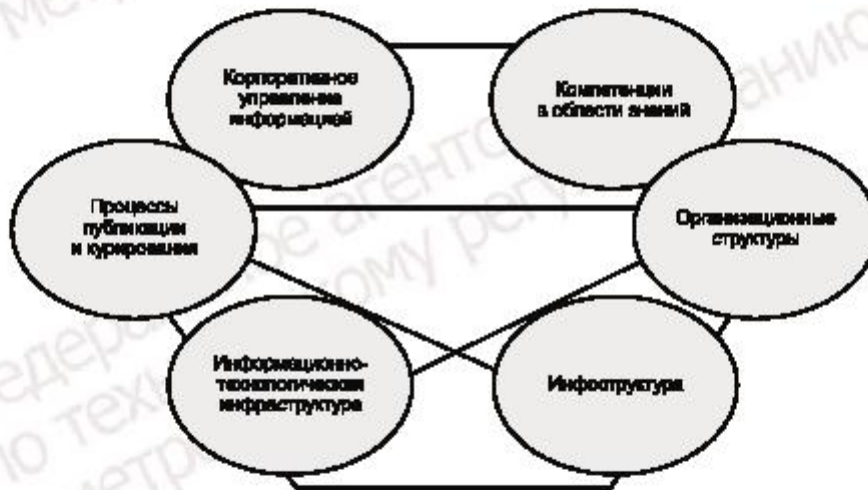 Корпоративное
управление
информацией
Компетенции
в области знаний
Процессы
публикации
и курирования
Организационные
структуры
Информационно-
технологическая
инфраструктура
Инфоструктура